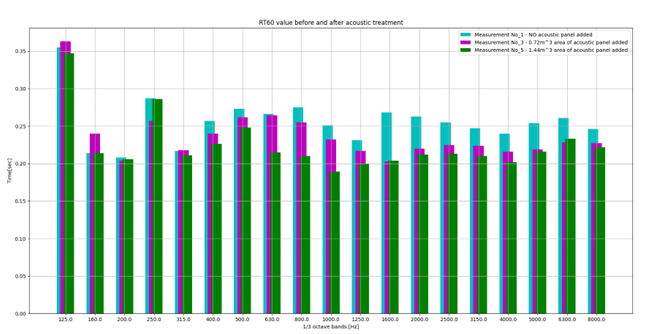 RT60 value before and after acoustic treatment
Measurement No_1 - NO acoustic panel added
Measurement No_3 - 0.72m^3 area of acoustic panel added
Measurement No_5 - 1.44m^3 area of acoustic panel added
Time[sec]
0.35
0.30
0.25
0.20
0.15
0.10
0.05
0.00
125.0 160.0 200.0 250.0 315.0 400.0 500.0 630.0 800.0 1000.0 1250.0 1600.0 2000.0 2500.0 3150.0 4000.0 5000.0 6300.0 8000.0
1/3 octave bands [Hz]